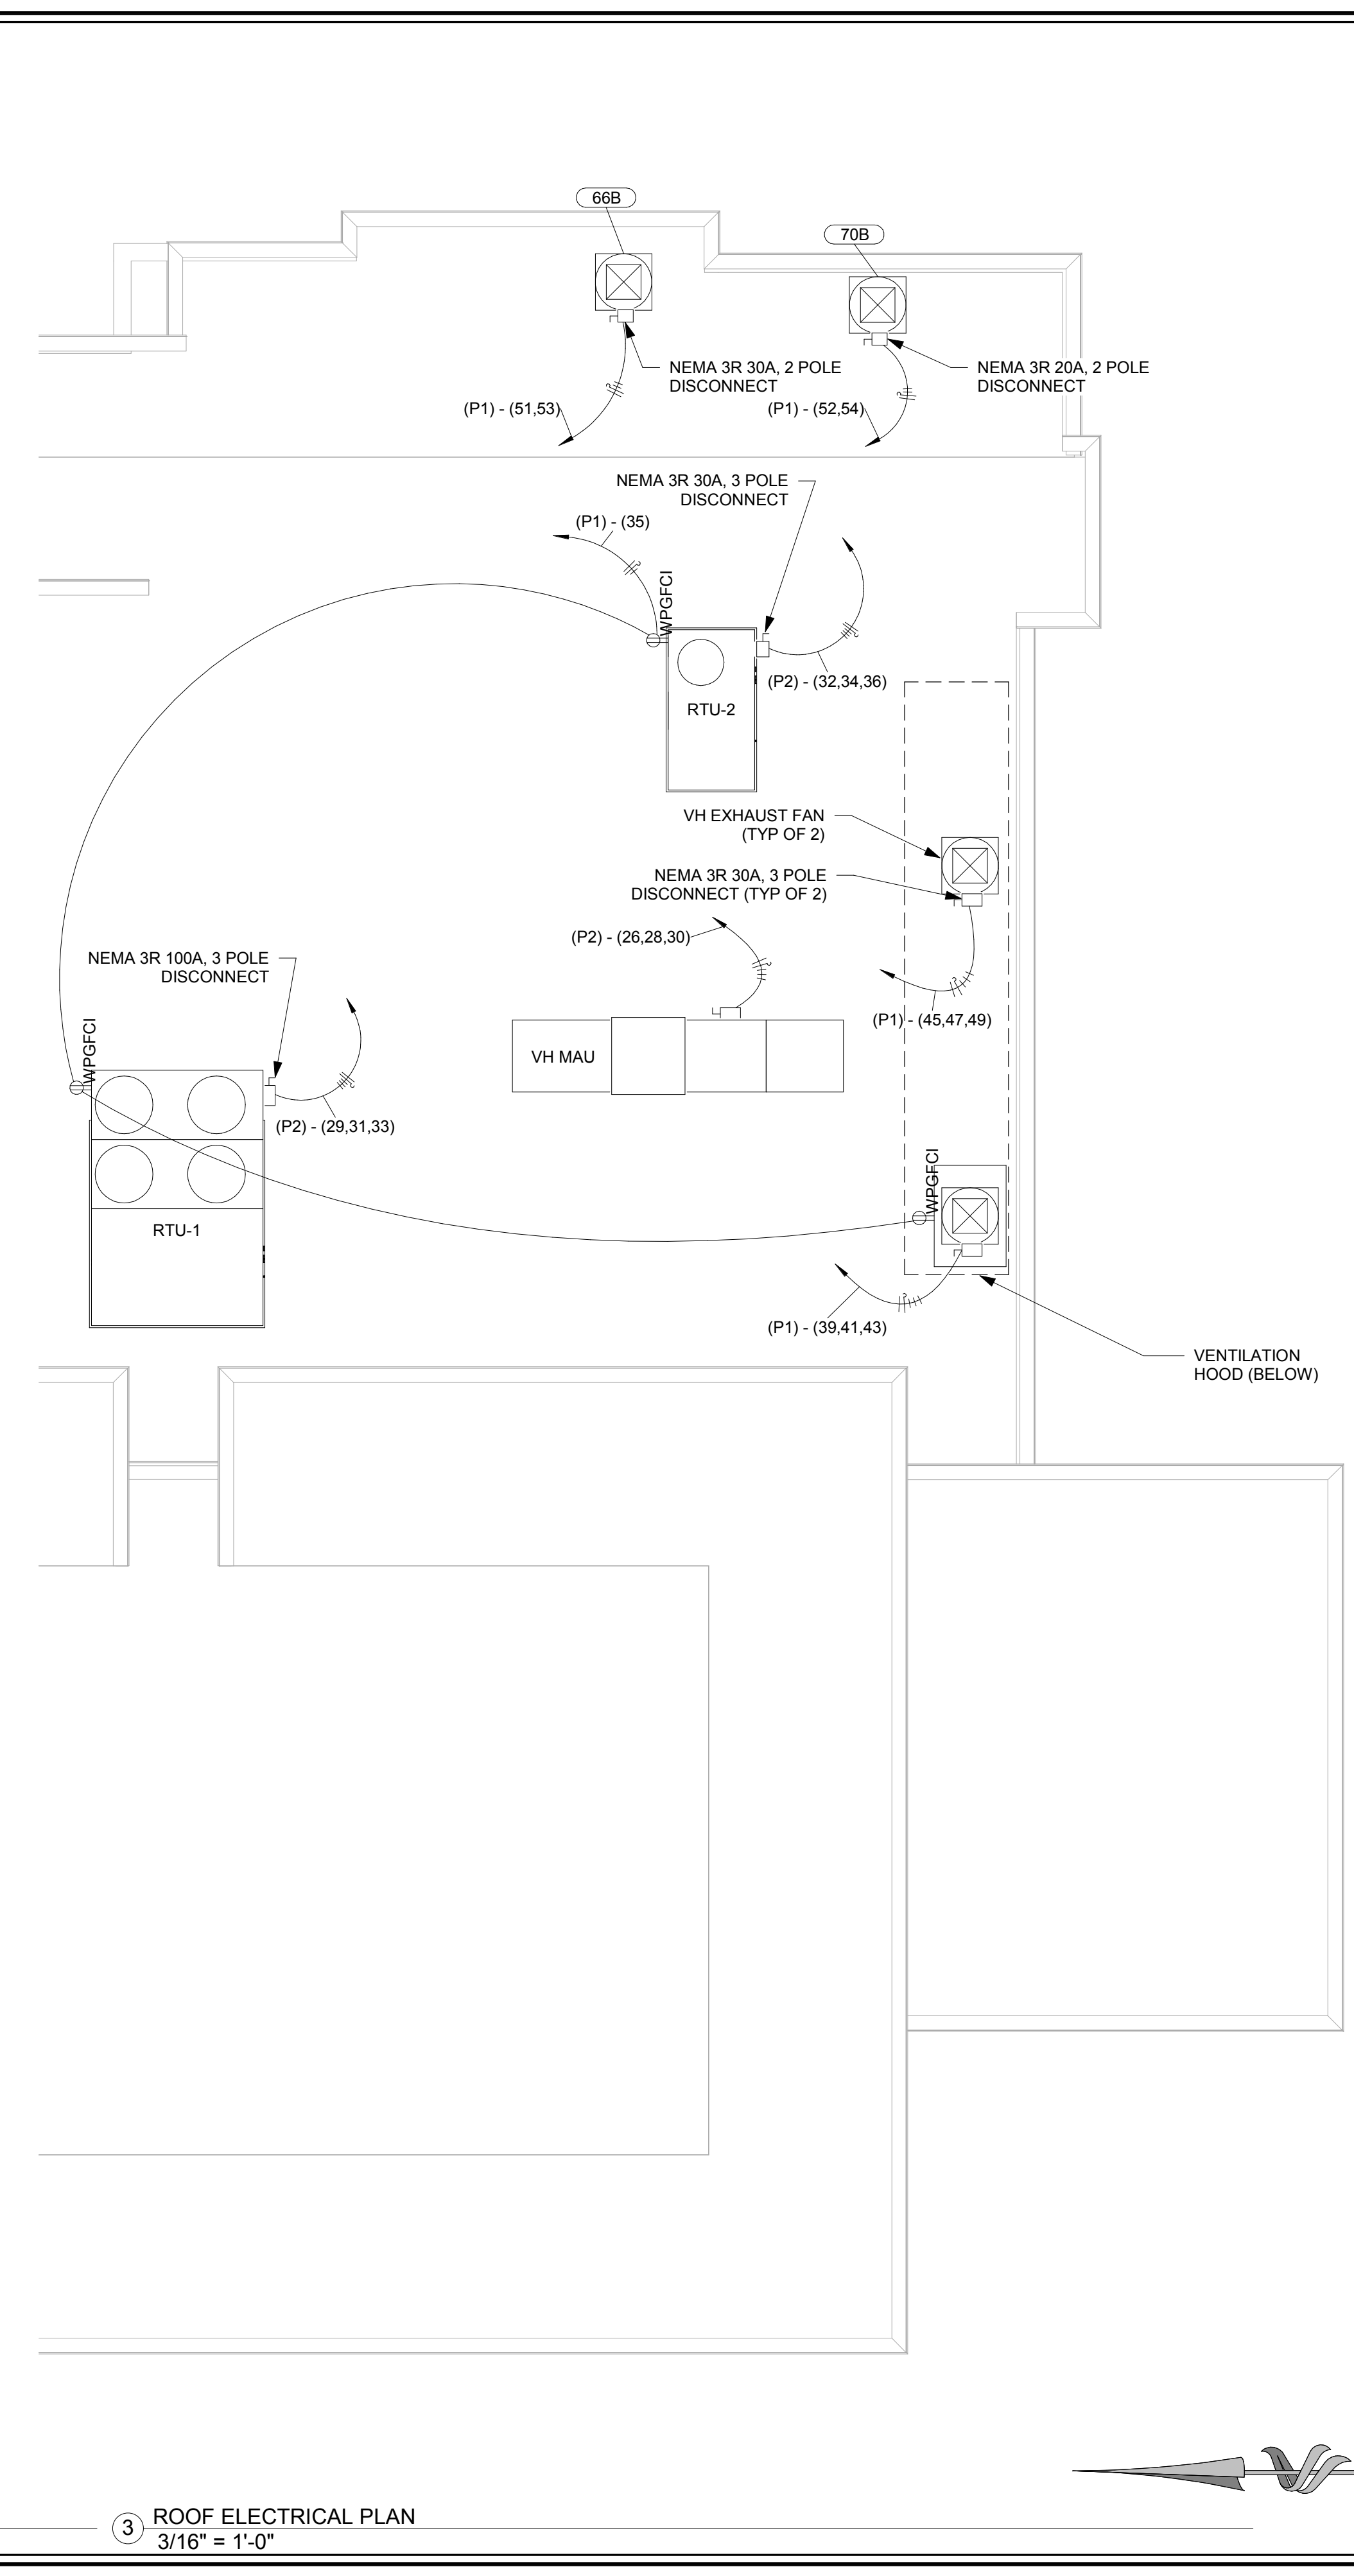 66B
70B
NEMA 3R 30A, 2 POLE
DISCONNECT
NEMA 3R 20A, 2 POLE
DISCONNECT
(P1) - (51,53)
(P1) - (52,54)
NEMA 3R 30A, 3 POLE
DISCONNECT
(P1) - (35)
WPGFCI
(P2) - (32,34,36)
RTU-2
VH EXHAUST FAN
(TYP OF 2)
NEMA 3R 30A, 3 POLE
DISCONNECT (TYP OF 2)
(P2) - (26,28,30)
NEMA 3R 100A, 3 POLE
DISCONNECT
(P1) - (45,47,49)
WPGFCI
VH MAU
(P2) - (29,31,33)
WPGFCI
RTU-1
(P1) - (39,41,43)
VENTILATION
HOOD (BELOW)
3
ROOF ELECTRICAL PLAN
3/16" = 1'-0"